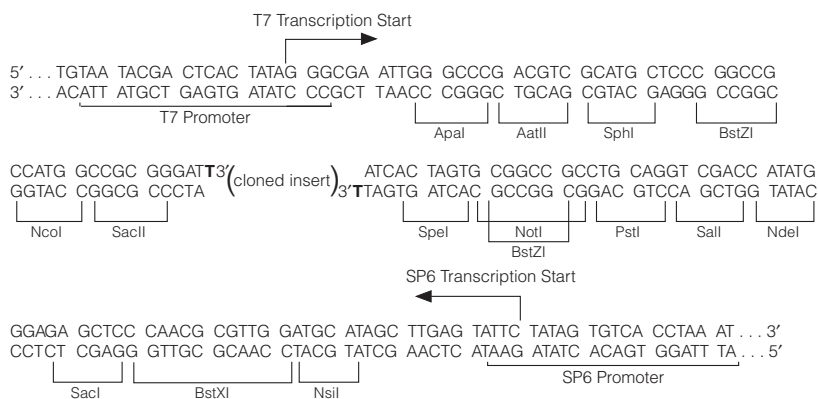 T7 Transcription Start
5′ . . . TGTAA TACGA CTCAC TATAG GGCGA ATTGG GCCCG ACGTC GCATG CTCCC GGCCG
3′ . . . ACATT ATGCT GAGTG ATATC CCGCT TAACC CGGGC TGCAG CGTAC GAGGG CCGGC
T7 Promoter
ApaI AatII SphI BstZI
CCATG GCCGC GGGAT T3′ (cloned insert) ATCAC TAGTG CGGCC GCCTG CAGGT CGACC ATATG
GGTAC CGGCG CCCTA 3′TTAGTG ATCAC GCCGG CGGAC GTCCA GCTGG TATAC
NcoI SacII SpeI NotI PstI SalI NdeI
BstZI
SP6 Transcription Start
GGAGA GCTCC CAACG CGTTG GATGC ATAGC TTGAG TATTC TATAG TGTCA CCTAA AT . . . 3′
CCTCT CGAGG GTTGC GCAAC CTACG TATCG AACTC ATAAG ATATC ACAGT GGATT TA . . . 5′
SacI BstXI NsiI SP6 Promoter